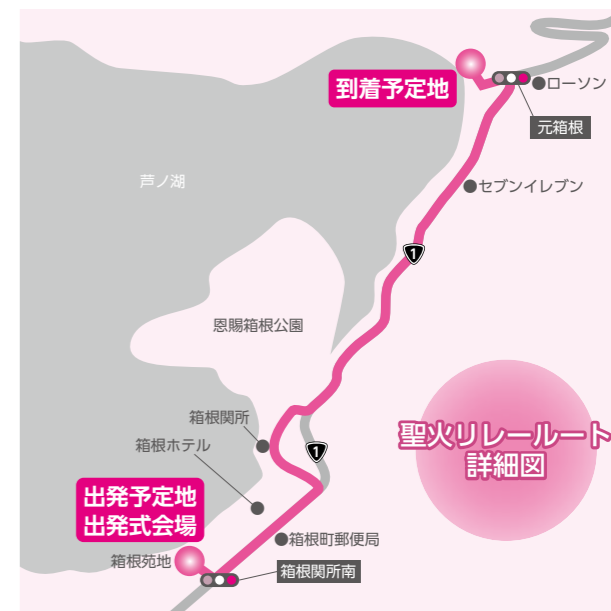 到着予定地
ローソン
元箱根
芦ノ湖
セブンイレブン
1
恩賜箱根公園
聖火リレールート
詳細図
箱根関所
箱根ホテル
1
出発予定地
出発式会場
箱根町郵便局
箱根苑地
箱根関所南